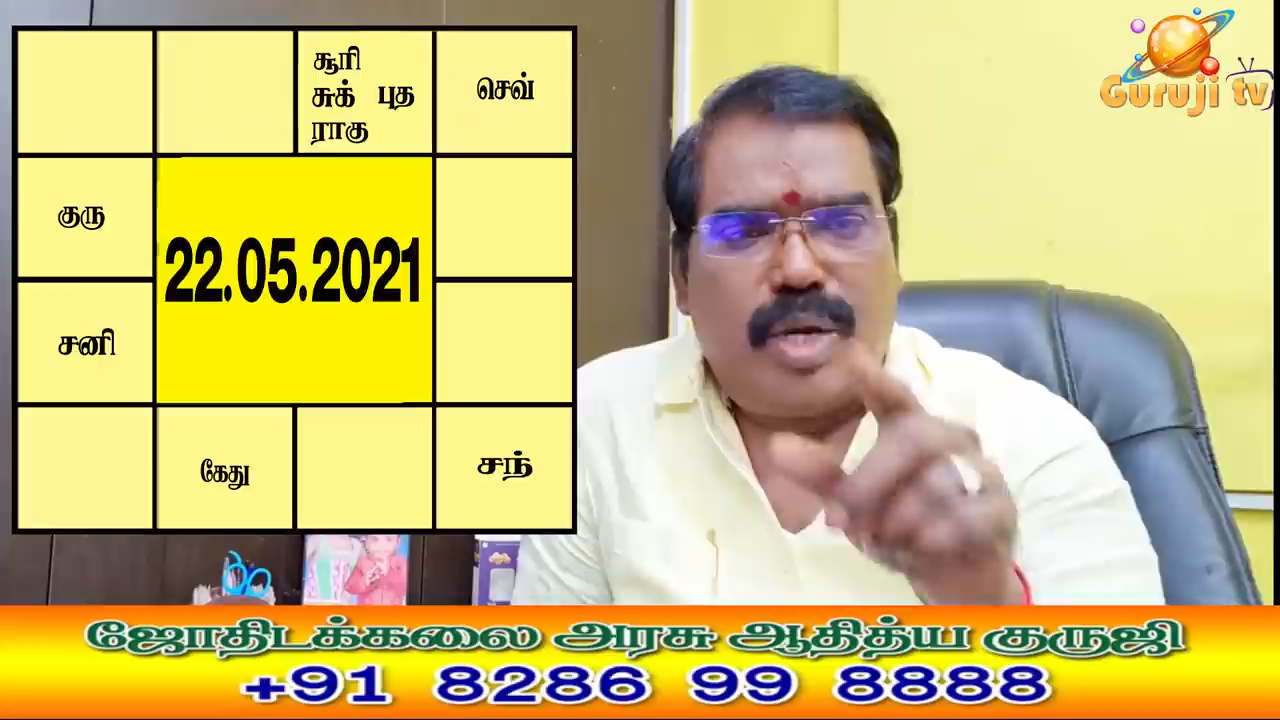 சூரி
சுக் புத
ராகு
செவ்
குரு
22.05.2021
சனி
கேது
சந்
Guruji tv
ஜோதிடக்கலை அரசு ஆதித்ய குருஜி
+91 8286 99 8888